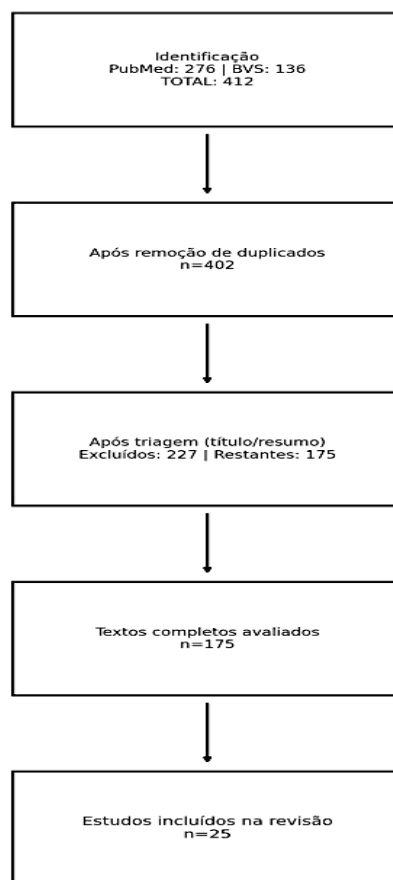 Identificação
PubMed: 276 | BVS: 136
TOTAL: 412
Após remoção de duplicados
n=402
Após triagem (título/resumo)
Excluídos: 227 | Restantes: 175
Textos completos avaliados
n=175
Estudos incluídos na revisão
n=25